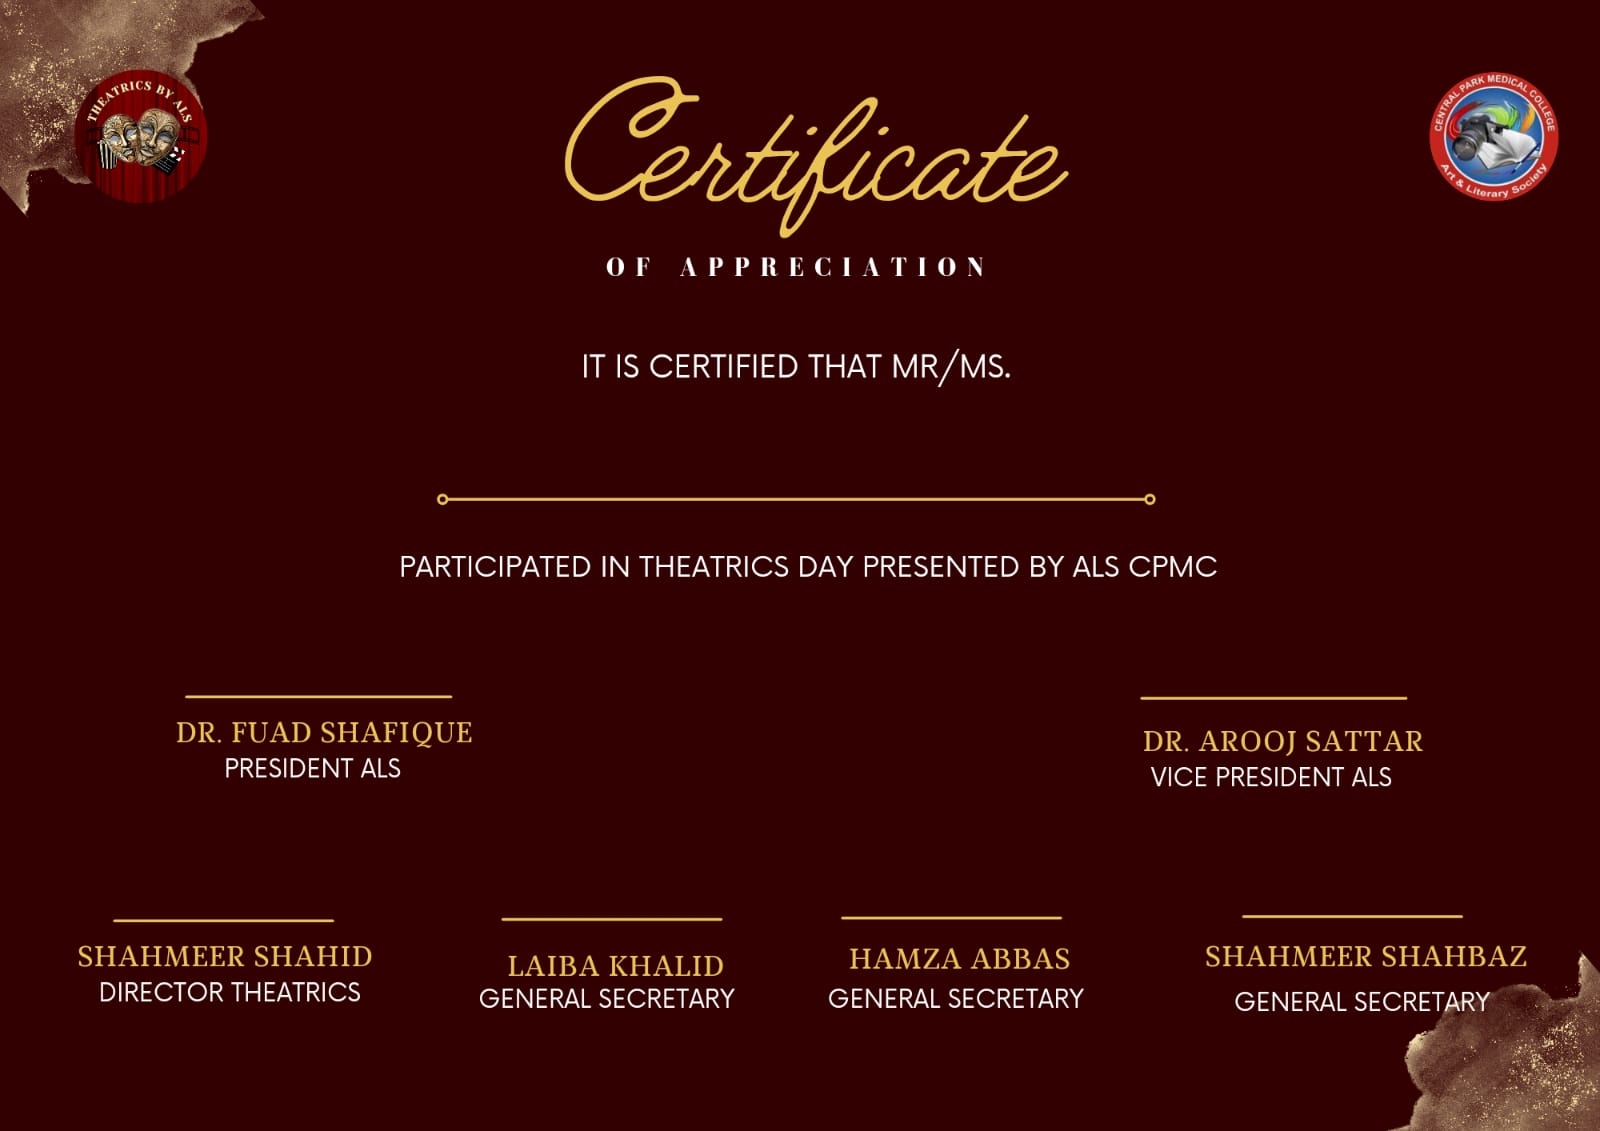 THEATRICS BY ALS
CENTRAL PARK MEDICAL COLLEGE
Art & Literary Society
Certificate
OF APPRECIATION
IT IS CERTIFIED THAT MR/MS.
PARTICIPATED IN THEATRICS DAY PRESENTED BY ALS CPMC
DR. FUAD SHAFIQUE
PRESIDENT ALS
DR. AROOJ SATTAR
VICE PRESIDENT ALS
SHAHMEER SHAHID
DIRECTOR THEATRICS
LAIBA KHALID
GENERAL SECRETARY
HAMZA ABBAS
GENERAL SECRETARY
SHAHMEER SHAHBAZ
GENERAL SECRETARY